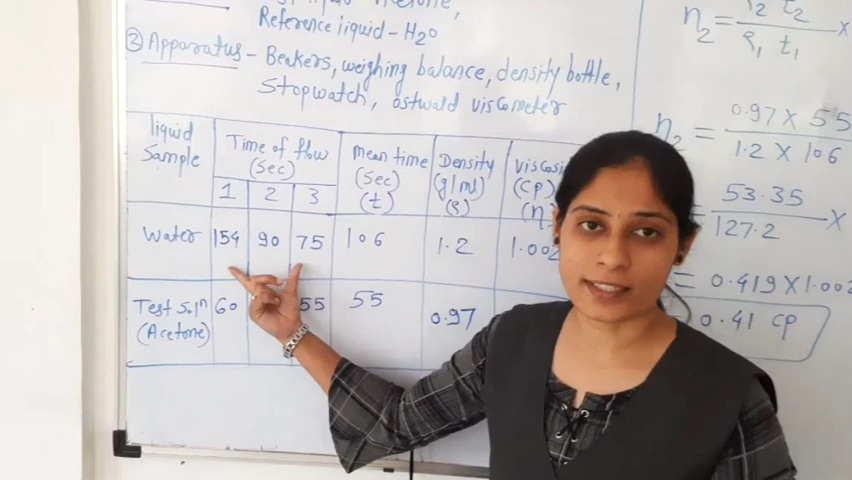 Acetone,
Reference liquid - H2O
② Apparatus - Beakers, weighing balance, density bottle,
Stopwatch, ostwald viscometer
liquid Sample | Time of flow (Sec) | Mean time (Sec) (t) | Density (g/ml) (ρ) | (CP) (η
1 2 3
Water 154 90 75 106 1.2 1.002
Test Soln (Acetone) 60 55 55 0.97
η2 = ρ2 t2 / ρ1 t1 ×
η2 = 0.97 × 55 / 1.2 × 106
= 53.35 / 127.2 ×
= 0.419 × 1.002
0.41 CP